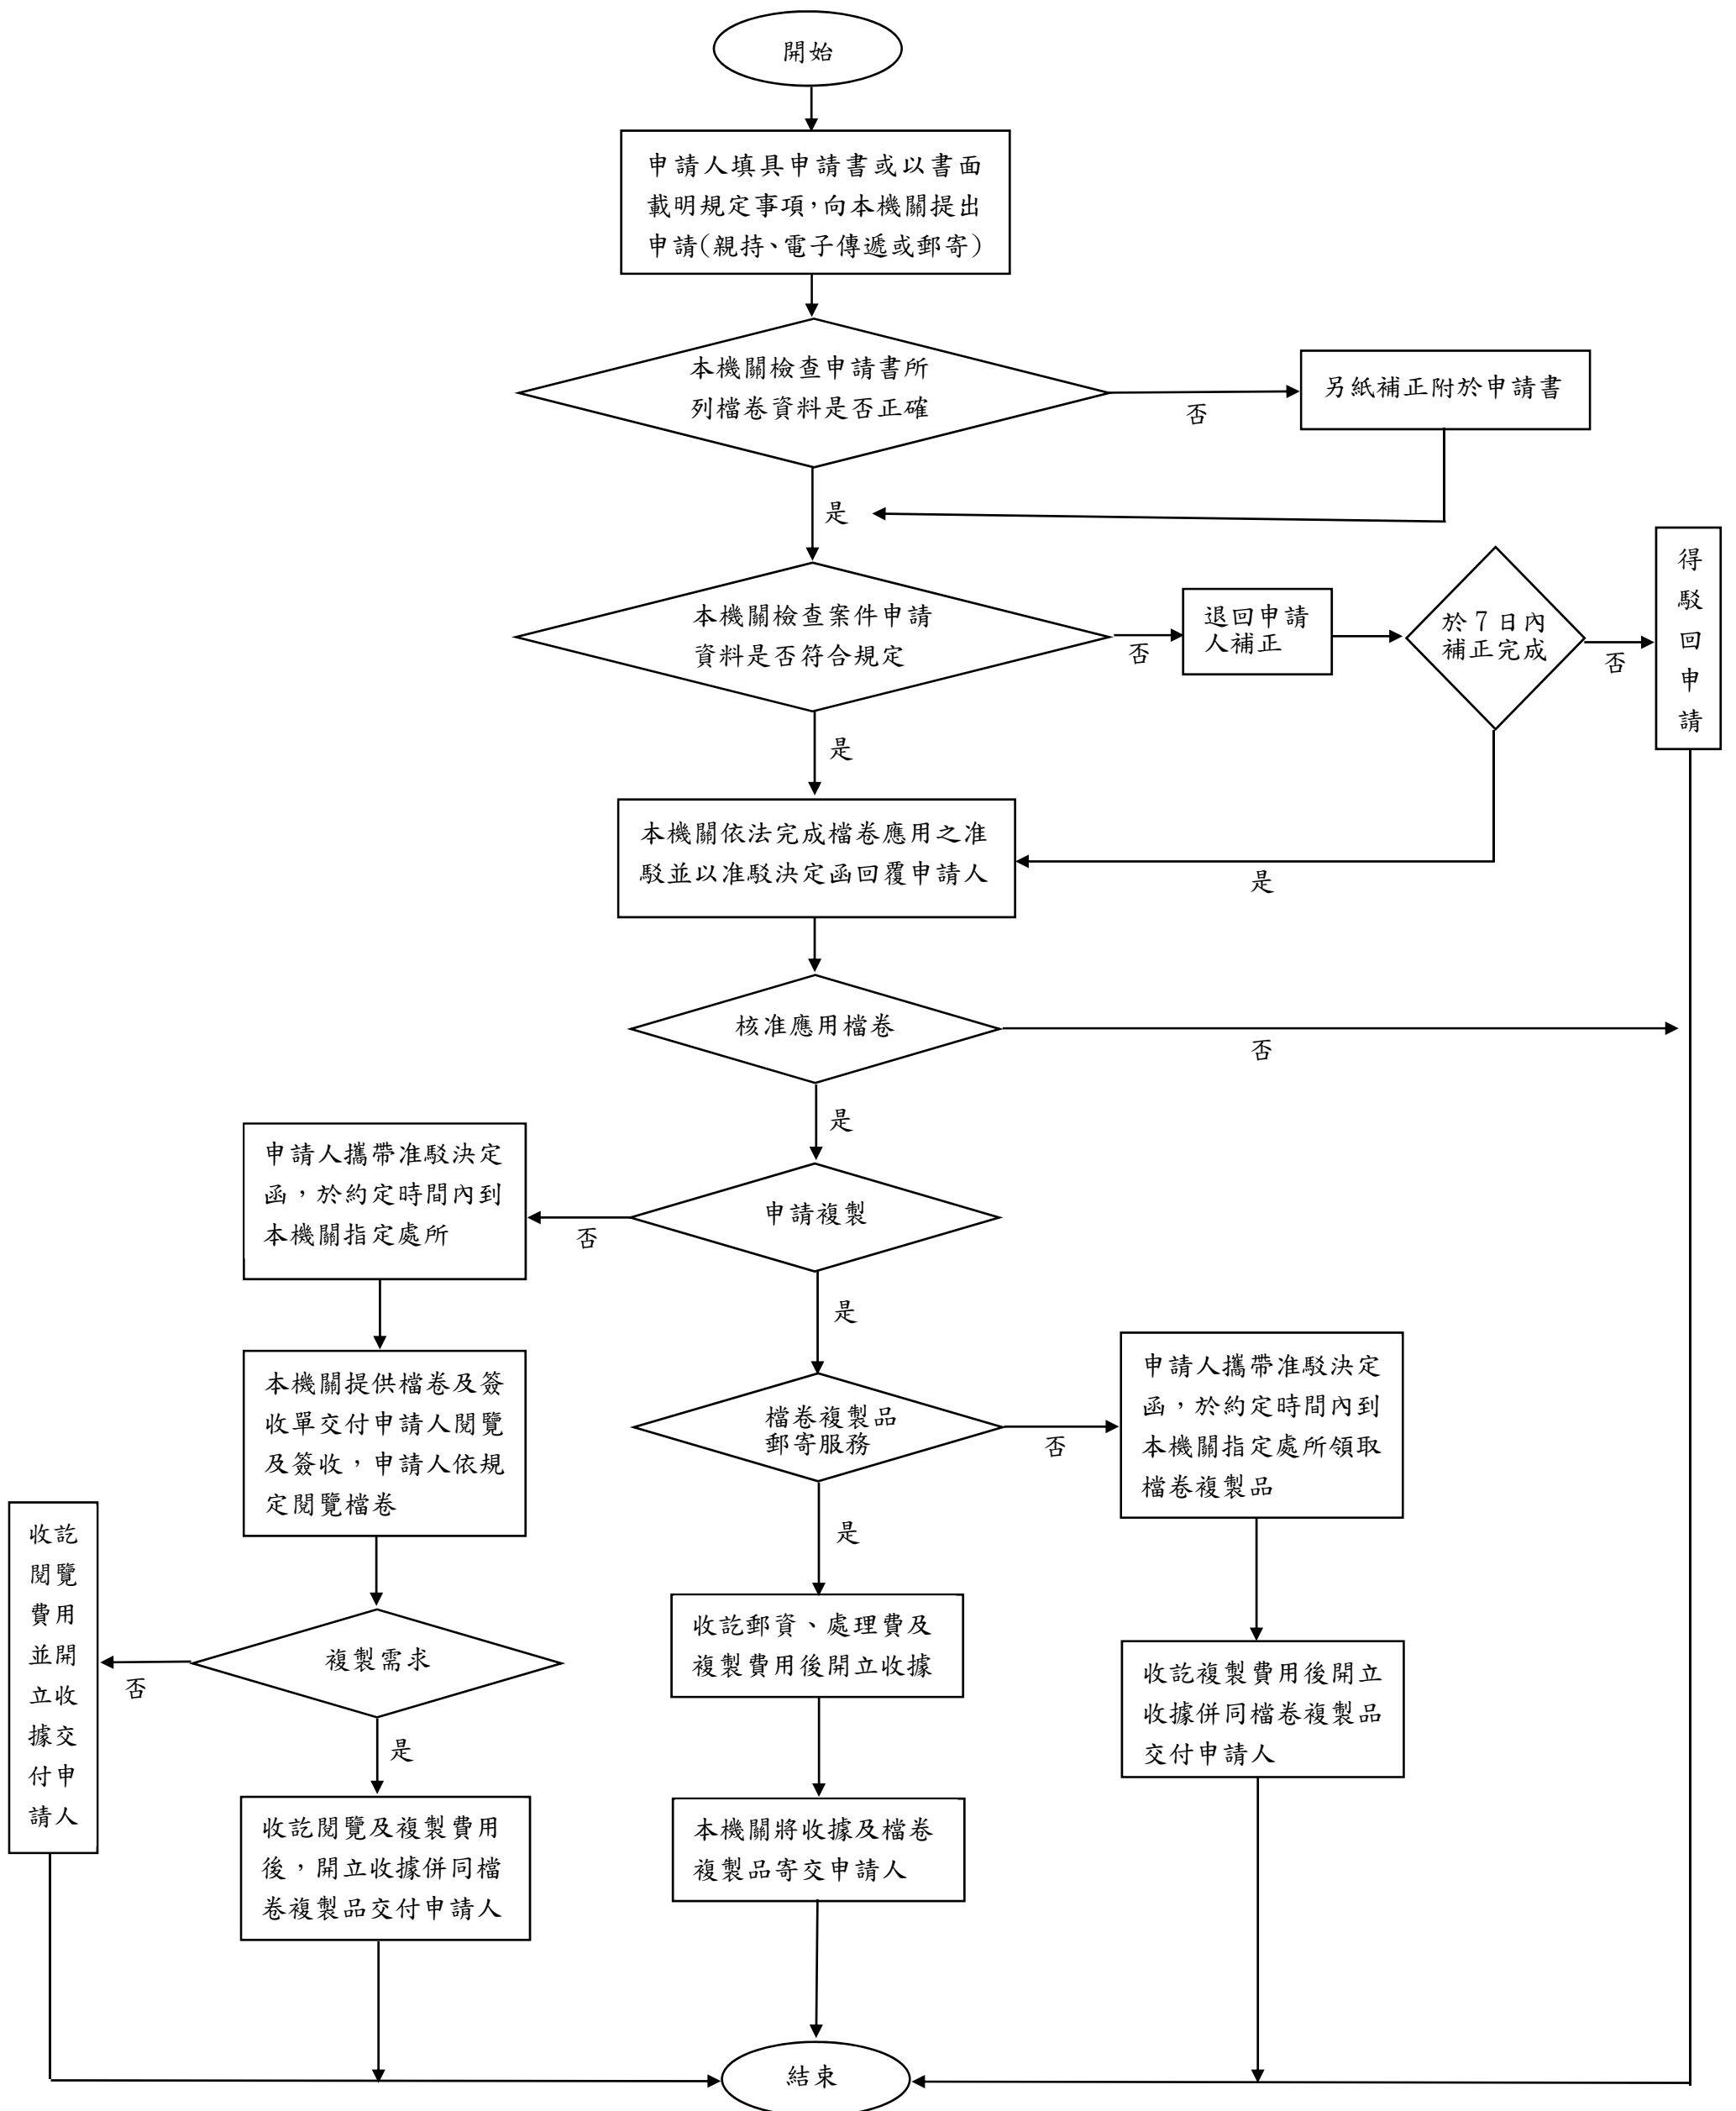 開始
申請人填具申請書或以書面
載明規定事項，向本機關提出
申請(親持、電子傳遞或郵寄)
本機關檢查申請書所
列檔卷資料是否正確
否
另紙補正附於申請書
是
本機關檢查案件申請
資料是否符合規定
否
退回申請
人補正
於7日內
補正完成
否
得
駁
回
申
請
是
本機關依法完成檔卷應用之准
駁並以准駁決定函回覆申請人
是
核准應用檔卷
否
是
申請人攜帶准駁決定
函，於約定時間內到
本機關指定處所
否
申請複製
是
本機關提供檔卷及簽
收單交付申請人閱覽
及簽收，申請人依規
定閱覽檔卷
檔卷複製品
郵寄服務
否
申請人攜帶准駁決定
函，於約定時間內到
本機關指定處所領取
檔卷複製品
是
收訖
閱覽
費用
並開
立收
據交
付申
請人
否
複製需求
是
收訖郵資、處理費及
複製費用後開立收據
收訖複製費用後開立
收據併同檔卷複製品
交付申請人
收訖閱覽及複製費用
後，開立收據併同檔
卷複製品交付申請人
本機關將收據及檔卷
複製品寄交申請人
結束